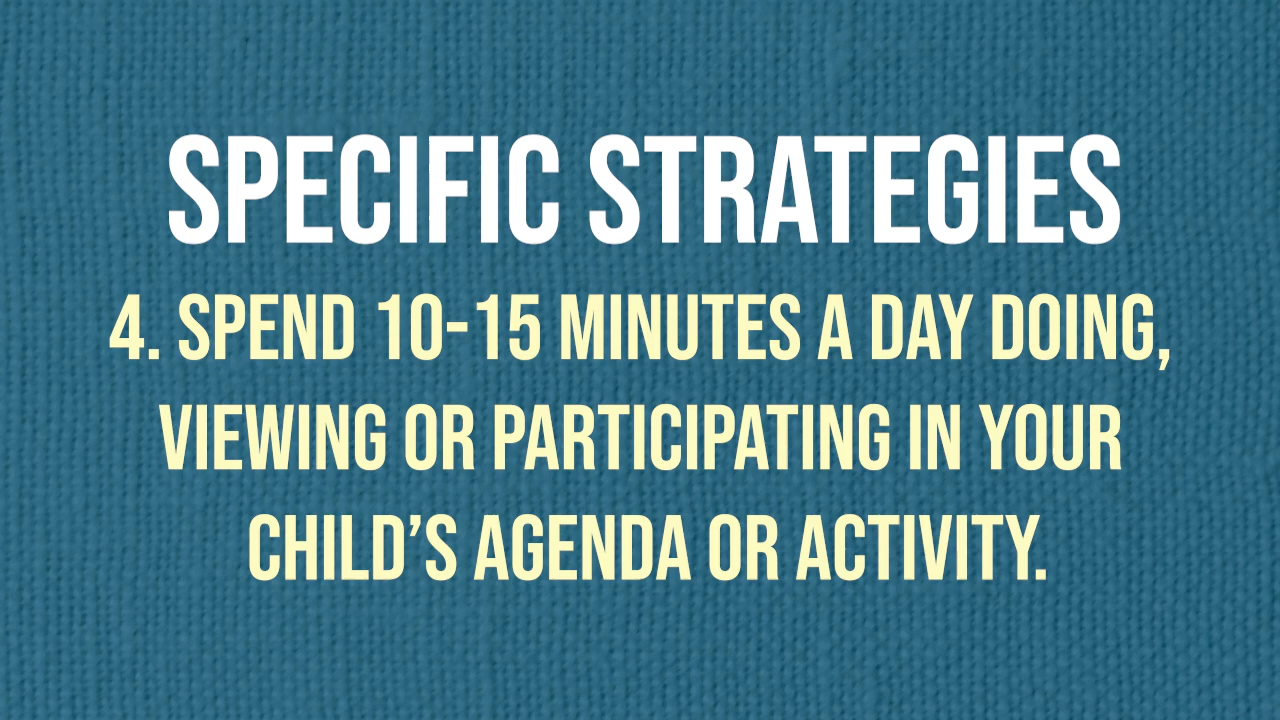 SPECIFIC STRATEGIES
4. SPEND 10-15 MINUTES A DAY DOING,
VIEWING OR PARTICIPATING IN YOUR
CHILD’S AGENDA OR ACTIVITY.